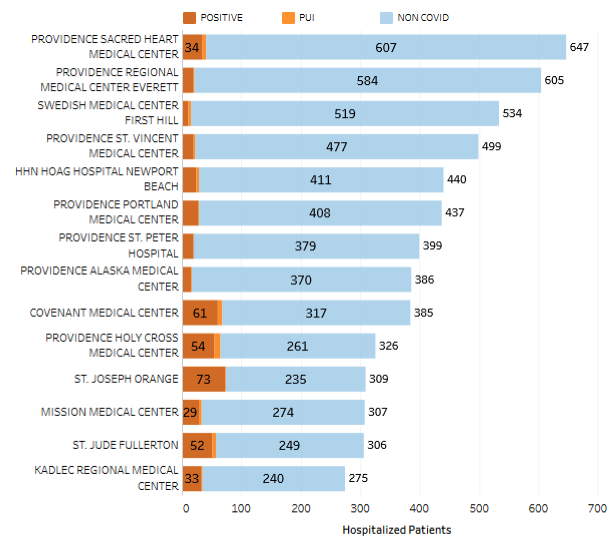 POSITIVE PUI NON COVID
PROVIDENCE SACRED HEART
MEDICAL CENTER
34 607 647
PROVIDENCE REGIONAL
MEDICAL CENTER EVERETT
584 605
SWEDISH MEDICAL CENTER
FIRST HILL
519 534
PROVIDENCE ST. VINCENT
MEDICAL CENTER
477 499
HHN HOAG HOSPITAL NEWPORT
BEACH
411 440
PROVIDENCE PORTLAND
MEDICAL CENTER
408 437
PROVIDENCE ST. PETER
HOSPITAL
379 399
PROVIDENCE ALASKA MEDICAL
CENTER
370 386
COVENANT MEDICAL CENTER 61 317 385
PROVIDENCE HOLY CROSS
MEDICAL CENTER
54 261 326
ST. JOSEPH ORANGE 73 235 309
MISSION MEDICAL CENTER 29 274 307
ST. JUDE FULLERTON 52 249 306
KADLEC REGIONAL MEDICAL
CENTER
33 240 275
0 100 200 300 400 500 600 700
Hospitalized Patients